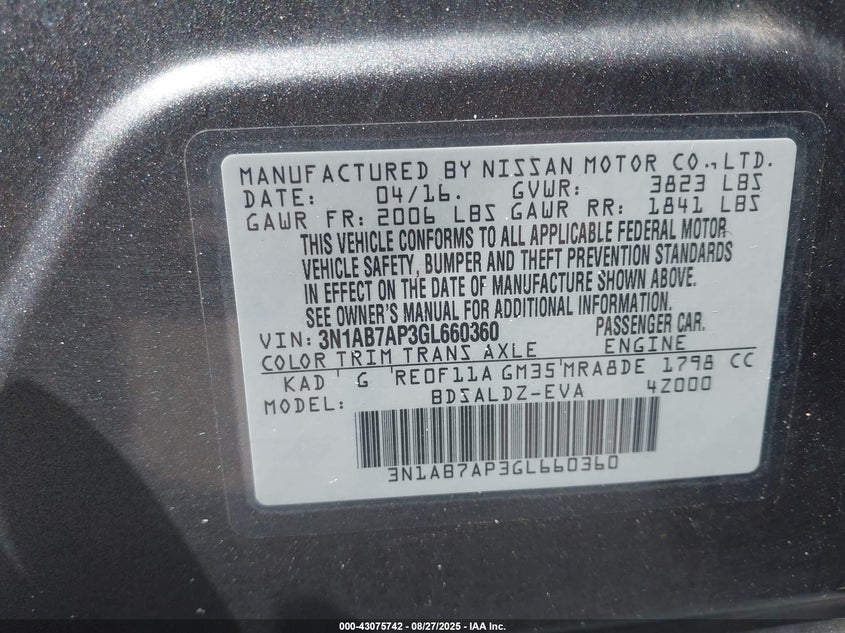 MANUFACTURED BY NISSAN MOTOR CO., LTD.
DATE: 04/16. GVWR: 3823 LBS
GAWR FR: 2006 LBS GAWR RR: 1841 LBS
THIS VEHICLE CONFORMS TO ALL APPLICABLE FEDERAL MOTOR
VEHICLE SAFETY, BUMPER AND THEFT PREVENTION STANDARDS
IN EFFECT ON THE DATE OF MANUFACTURE SHOWN ABOVE.
SEE OWNER'S MANUAL FOR ADDITIONAL INFORMATION.
VIN: 3N1AB7AP3GL660360 PASSENGER CAR.
COLOR TRIM TRANS AXLE ENGINE
KAD ' G 'RE0F11A GM35'MRA8DE 1798 CC
MODEL: BDSALDZ-EVA 4Z000
3N1AB7AP3GL660360
000-43075742 - 08/27/2025 - IAA Inc.